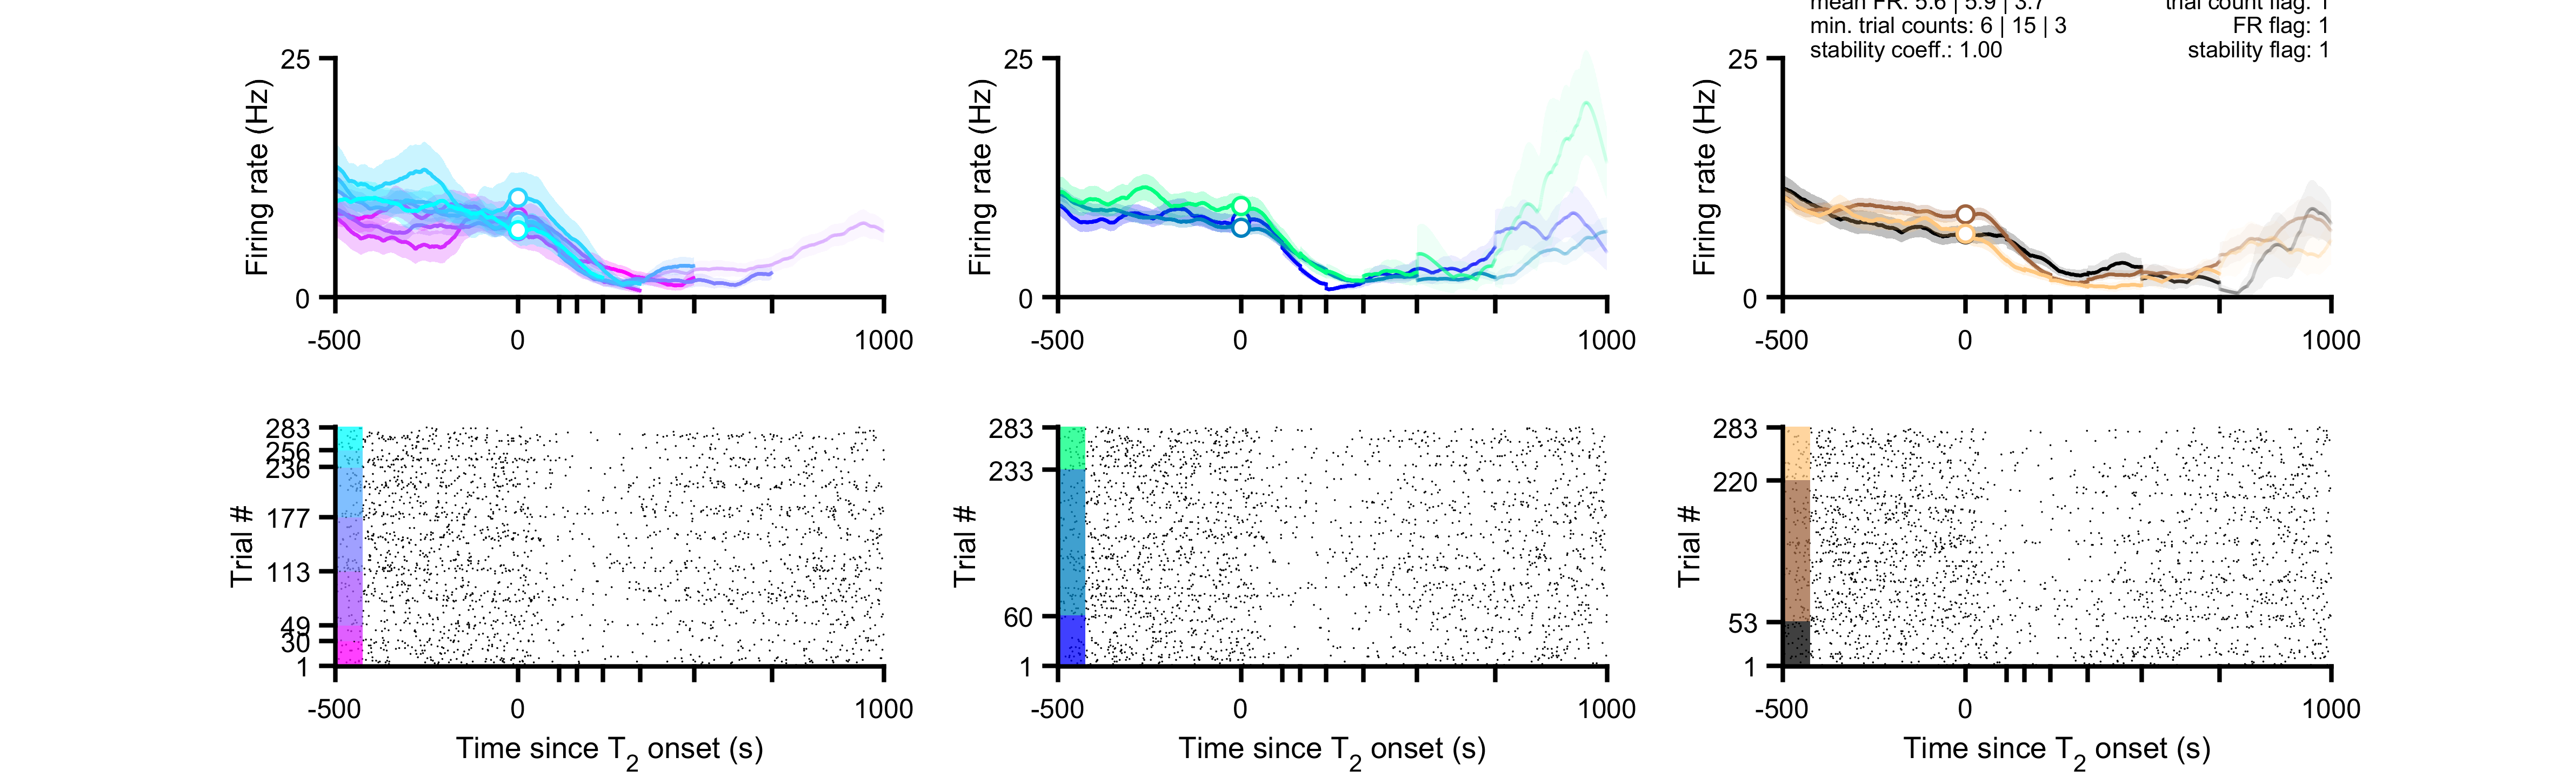 mean FR: 5.6 | 5.9 | 3.7 trial count flag: 1
min. trial counts: 6 | 15 | 3 FR flag: 1
stability coeff.: 1.00 stability flag: 1
25
Firing rate (Hz)
0
-500 0 1000
25
Firing rate (Hz)
0
-500 0 1000
25
Firing rate (Hz)
0
-500 0 1000
283
256
236
177
113
49
30
1
Trial #
-500 0 1000
Time since T2 onset (s)
283
233
60
1
Trial #
-500 0 1000
Time since T2 onset (s)
283
220
53
1
Trial #
-500 0 1000
Time since T2 onset (s)